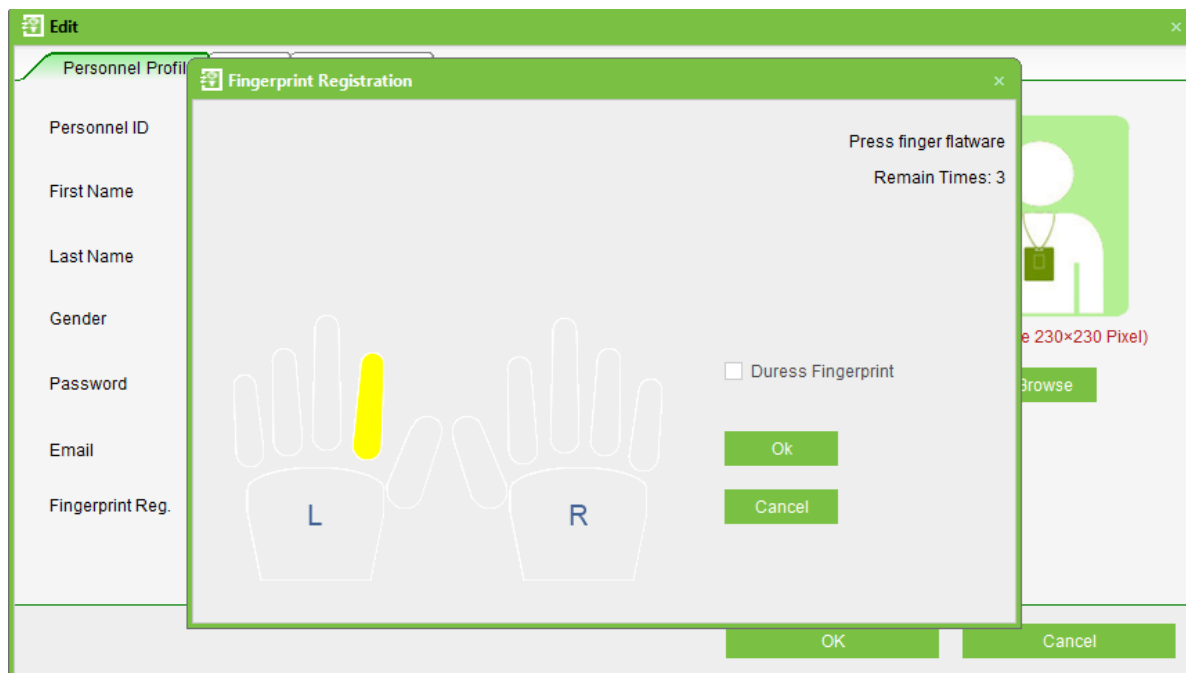 Edit
Personnel Profil
Fingerprint Registration
Personnel ID
Press finger flatware
Remain Times: 3
First Name
Last Name
Gender
e 230×230 Pixel)
Duress Fingerprint
Password
Browse
Email
Ok
Fingerprint Reg.
Cancel
L
R
OK
Cancel